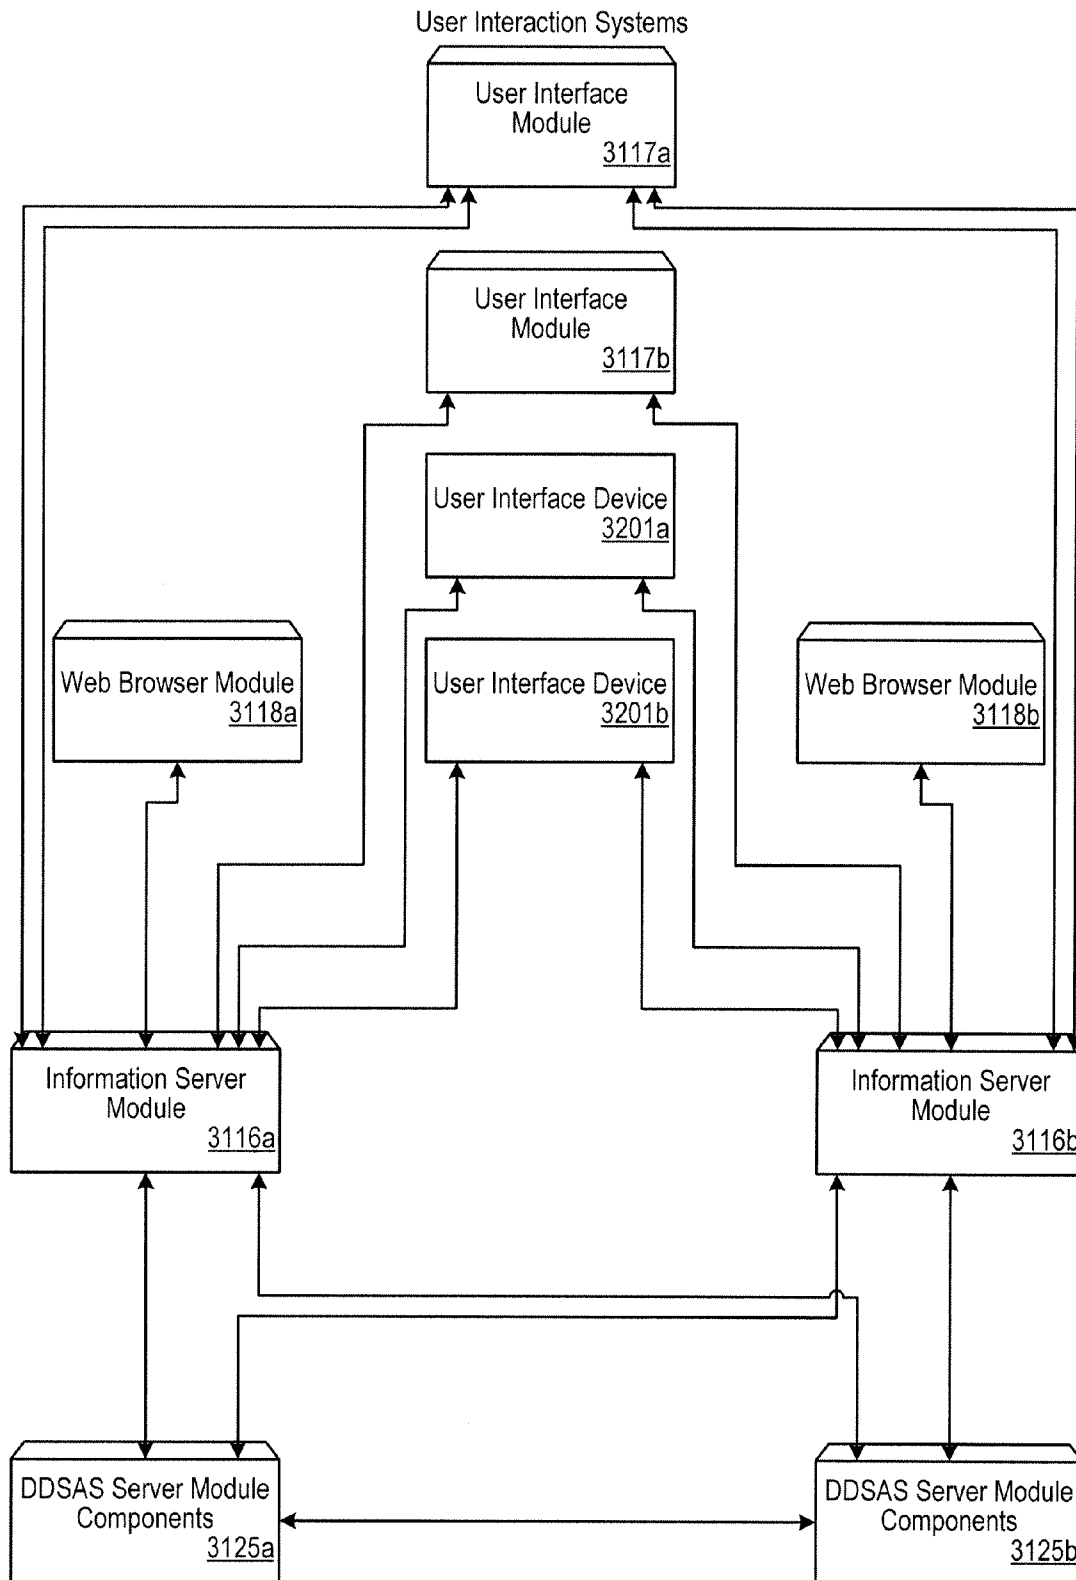 User Interaction Systems
User Interface
Module
3117a
User Interface
Module
3117b
User Interface Device
3201a
Web Browser Module
3118a
User Interface Device
3201b
Web Browser Module
3118b
Information Server
Module
3116a
Information Server
Module
3116b
DDSAS Server Module
Components
3125a
DDSAS Server Module
Components
3125b